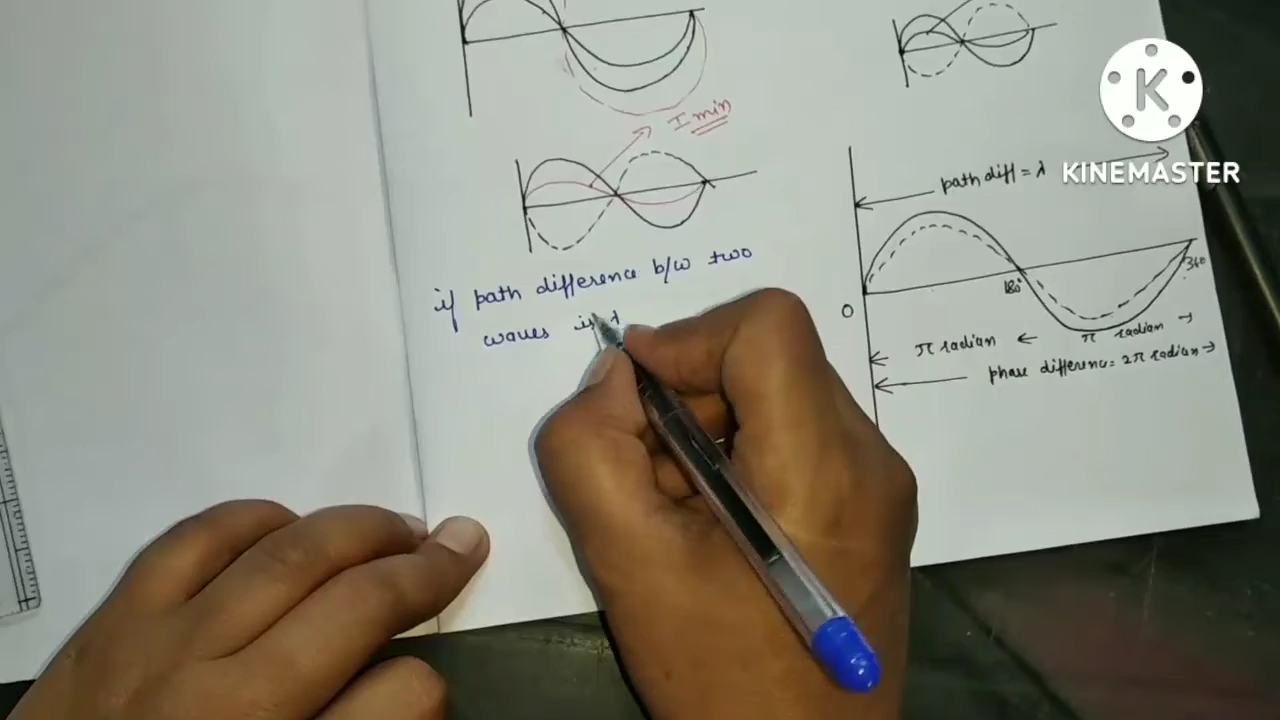 I min
if path difference b/w two
waves is λ
path diff = λ
0
180°
360
π radian
π radian
phase difference = 2π radian
K
KINEMASTER